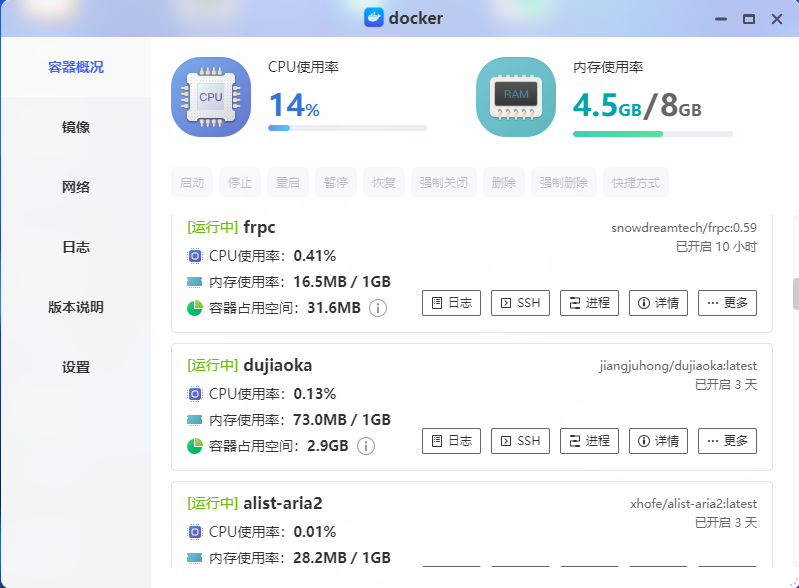 docker
容器概况
镜像
网络
日志
版本说明
设置
CPU
CPU使用率
14%
RAM
内存使用率
4.5GB/8GB
启动 停止 重启 暂停 恢复 强制关闭 删除 强制删除 快捷方式
[运行中] frpc snowdreamtech/frpc:0.59
已开启 10 小时
CPU使用率: 0.41%
内存使用率: 16.5MB / 1GB
容器占用空间: 31.6MB
日志 SSH 进程 详情 更多
[运行中] dujiaoka jiangjuhong/dujiaoka:latest
已开启 3 天
CPU使用率: 0.13%
内存使用率: 73.0MB / 1GB
容器占用空间: 2.9GB
日志 SSH 进程 详情 更多
[运行中] alist-aria2 xhofe/alist-aria2:latest
已开启 3 天
CPU使用率: 0.01%
内存使用率: 28.2MB / 1GB